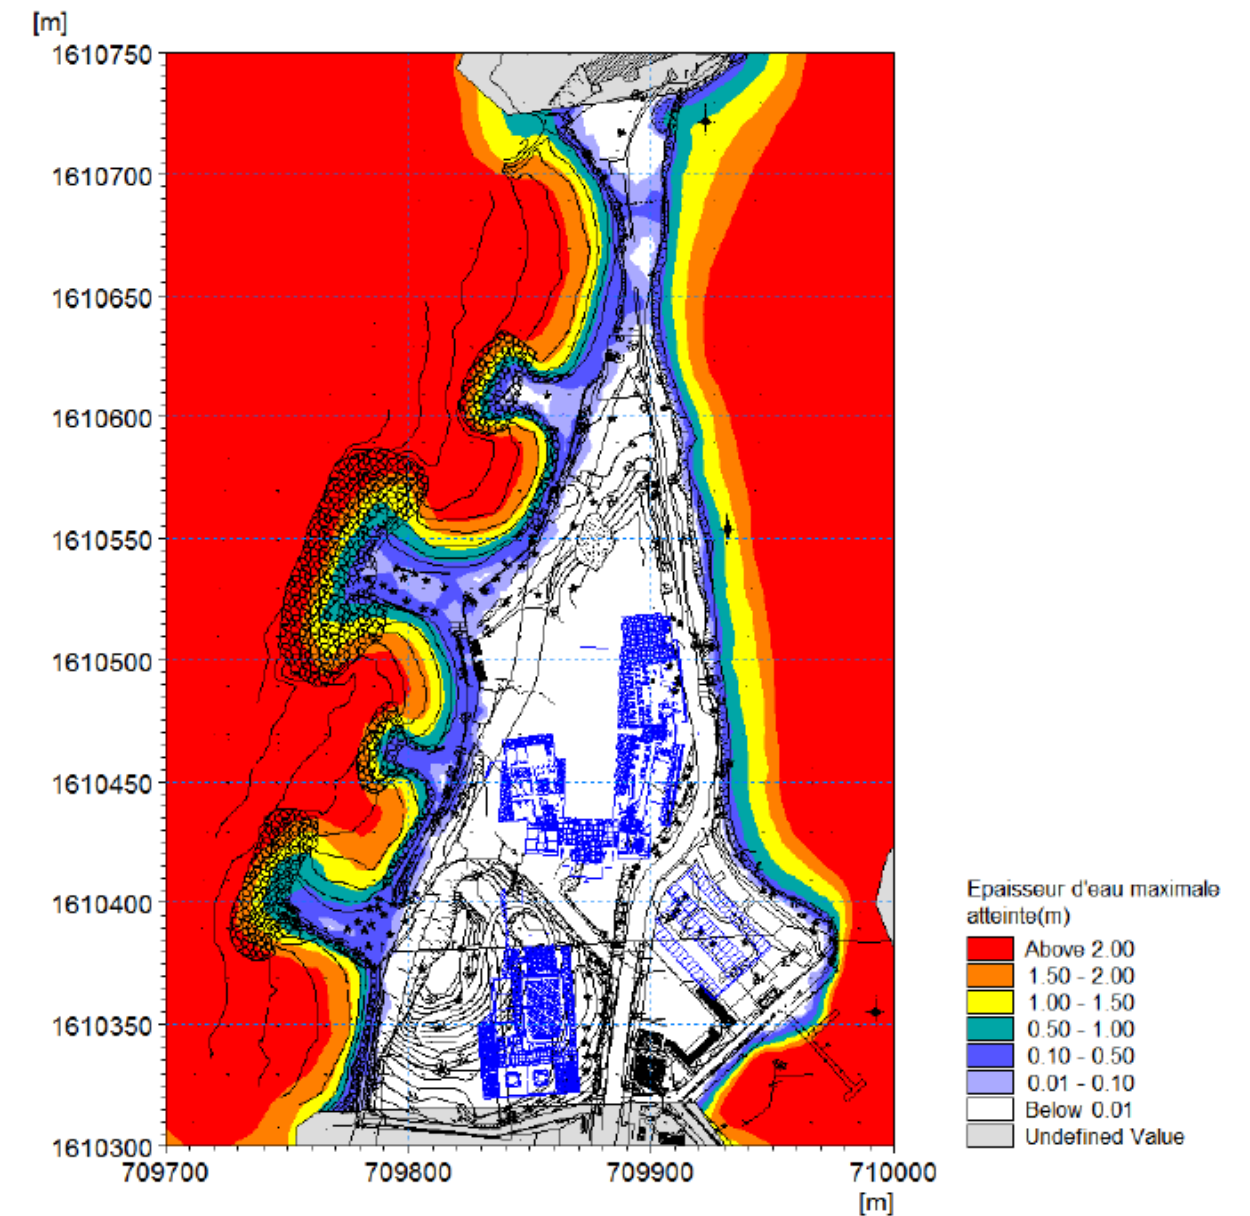 [m]
1610750
1610700
1610650
1610600
1610550
1610500
1610450
1610400
1610350
1610300
709700 709800 709900 710000
[m]
Epaisseur d'eau maximale
atteinte(m)
Above 2.00
1.50 - 2.00
1.00 - 1.50
0.50 - 1.00
0.10 - 0.50
0.01 - 0.10
Below 0.01
Undefined Value